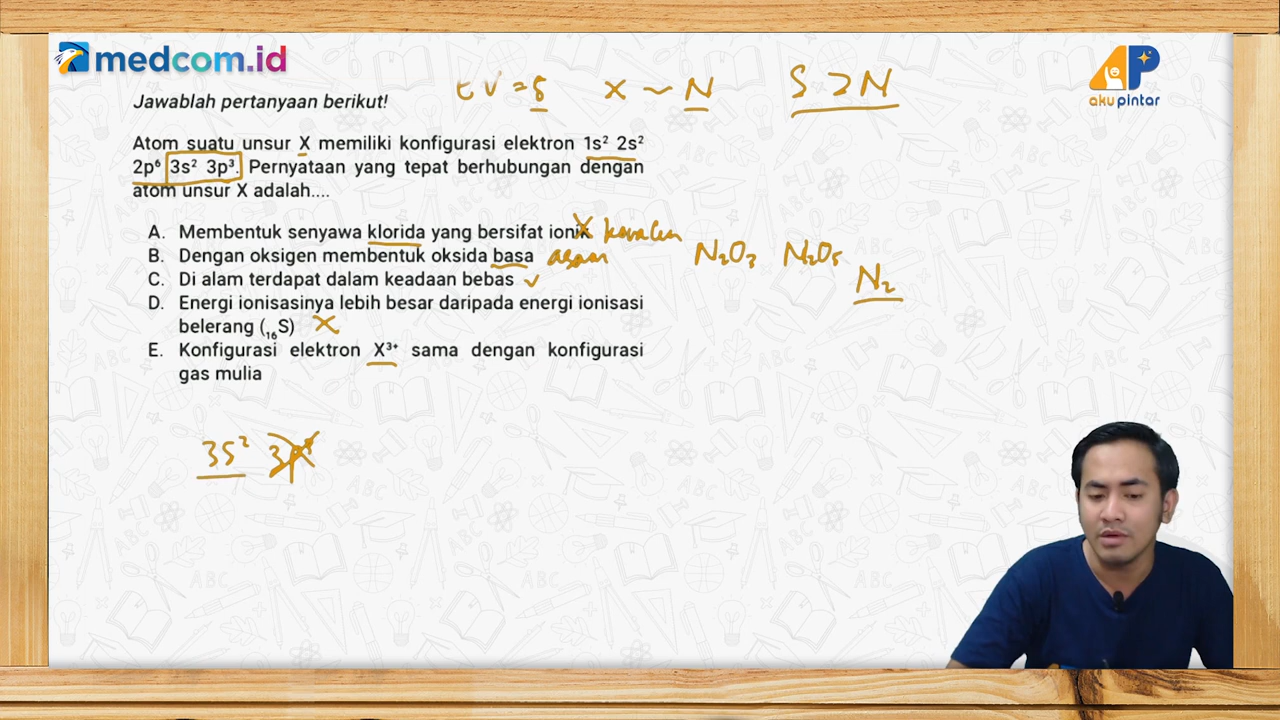 medcom.id
aku pintar
Jawablah pertanyaan berikut!
EV = 5 X ~ N S > N
Atom suatu unsur X memiliki konfigurasi elektron 1s² 2s²
2p⁶ 3s² 3p³. Pernyataan yang tepat berhubungan dengan
atom unsur X adalah....
A. Membentuk senyawa klorida yang bersifat ionik X kovalen
B. Dengan oksigen membentuk oksida basa asam N₂O₃ N₂O₅
C. Di alam terdapat dalam keadaan bebas ✓ N₂
D. Energi ionisasinya lebih besar daripada energi ionisasi
belerang (₁₆S) X
E. Konfigurasi elektron X³⁺ sama dengan konfigurasi
gas mulia
3s²